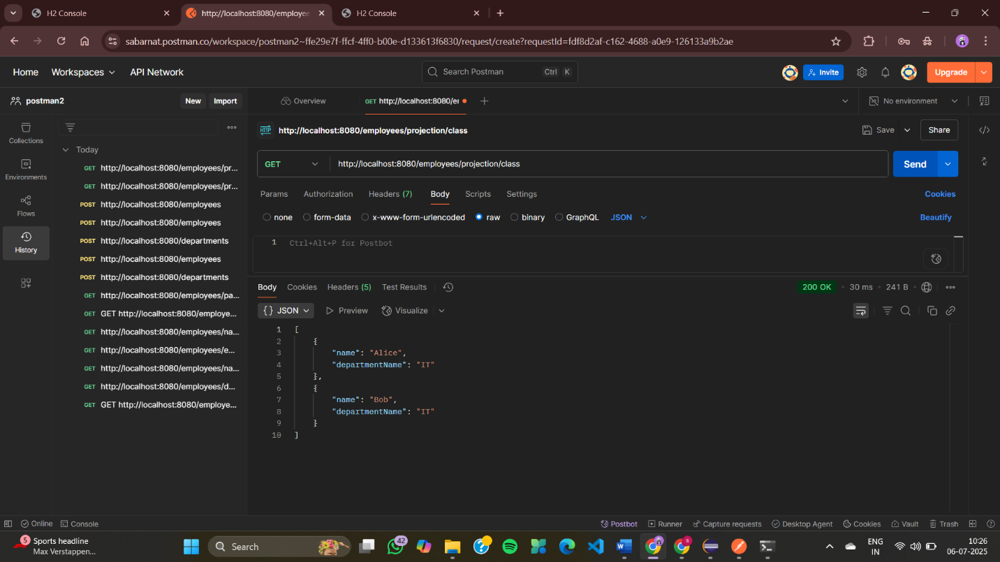 H2 Console
http://localhost:8080/employee
H2 Console
sabarnat.postman.co/workspace/postman2~ffe29e7f-ffcf-4ff0-b00e-d133613f6830/request/create?requestId=fdf8d2af-c162-4688-a0e9-126133a9b2ae
Home Workspaces API Network
Search Postman Ctrl K
Invite
Upgrade
postman2 New Import
Overview GET http://localhost:8080/e
No environment
Collections
Environments
Flows
History
Today
GET http://localhost:8080/employees/pr...
GET http://localhost:8080/employees/pr...
POST http://localhost:8080/employees
POST http://localhost:8080/employees
POST http://localhost:8080/departments
POST http://localhost:8080/employees
POST http://localhost:8080/departments
GET http://localhost:8080/employees/pa...
GET GET http://localhost:8080/employe...
GET http://localhost:8080/employees/na...
GET http://localhost:8080/employees/e...
GET http://localhost:8080/employees/na...
GET http://localhost:8080/employees/d...
GET GET http://localhost:8080/employe...
HTTP http://localhost:8080/employees/projection/class
Save Share
GET http://localhost:8080/employees/projection/class Send
Params Authorization Headers (7) Body Scripts Settings Cookies
none form-data x-www-form-urlencoded raw binary GraphQL JSON Beautify
1 Ctrl+Alt+P for Postbot
Body Cookies Headers (5) Test Results 200 OK • 30 ms • 241 B
{} JSON Preview Visualize
1 [
2 {
3 "name": "Alice",
4 "departmentName": "IT"
5 },
6 {
7 "name": "Bob",
8 "departmentName": "IT"
9 }
10 ]
Online Console Postbot Runner Capture requests Desktop Agent Cookies Vault Trash
5
Sports headline
Max Verstappen...
Search
42
ENG
IN
10:26
06-07-2025